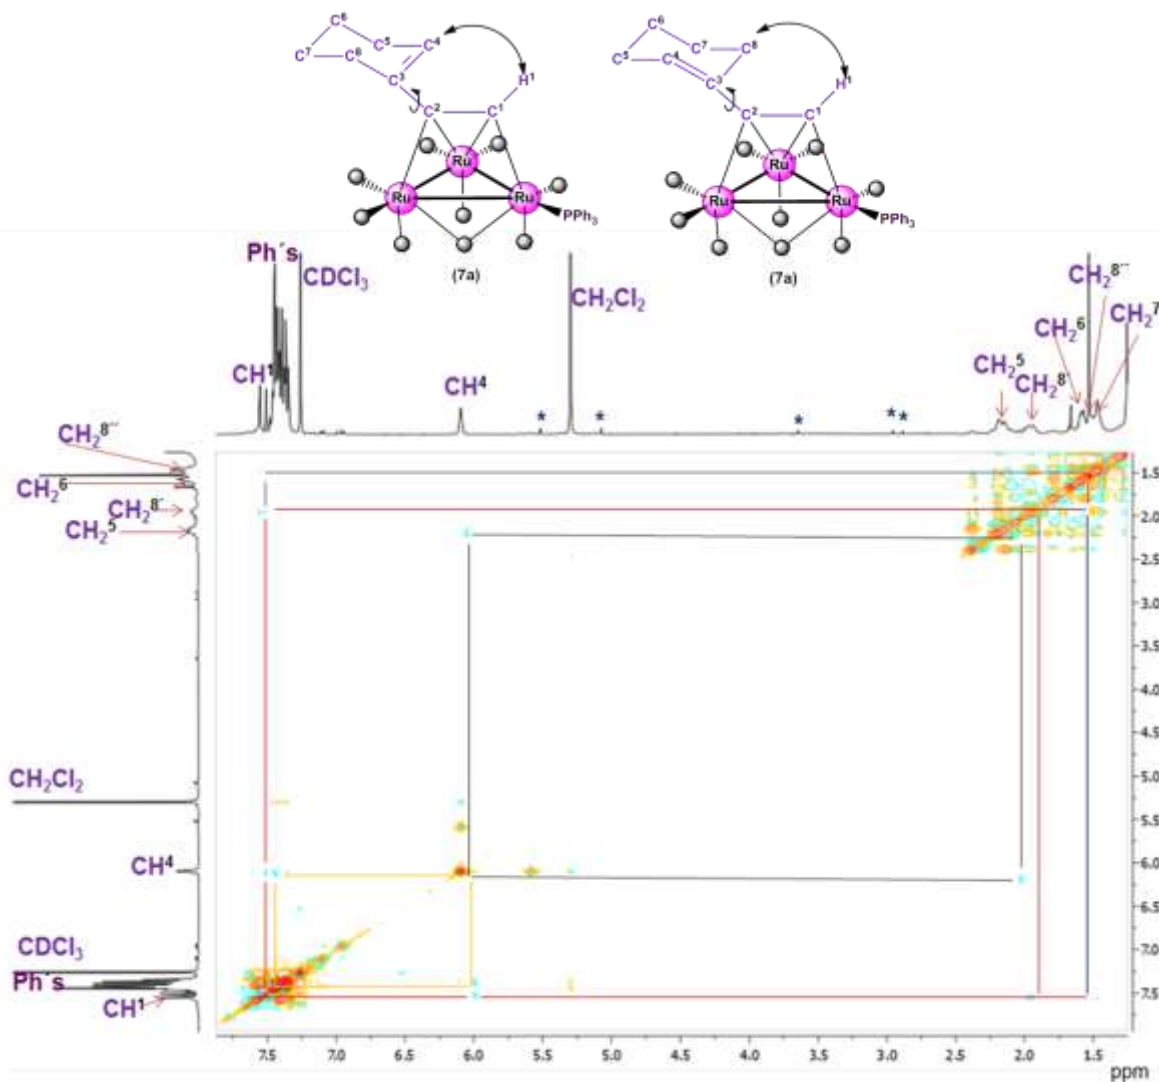 C⁶
C⁵ C⁴
C⁷ C⁸
C³
H¹
C² C¹
Ru
Ru Ru
PPh₃
(7a)
C⁶
C⁷ C⁸
C⁵ C⁴
C³
H¹
C² C¹
Ru
Ru Ru
PPh₃
(7a)
Ph´s
CDCl₃
CH¹
CH⁴
CH₂Cl₂
CH₂⁵
CH₂⁸´
CH₂⁶
CH₂⁸´´
CH₂⁷
* * * * *
CH₂⁸´´
CH₂⁶
CH₂⁸´
CH₂⁵
CH₂Cl₂
CH⁴
CDCl₃
Ph´s
CH¹
1.5
2.0
2.5
3.0
3.5
4.0
4.5
5.0
5.5
6.0
6.5
7.0
7.5
7.5 7.0 6.5 6.0 5.5 5.0 4.5 4.0 3.5 3.0 2.5 2.0 1.5
ppm